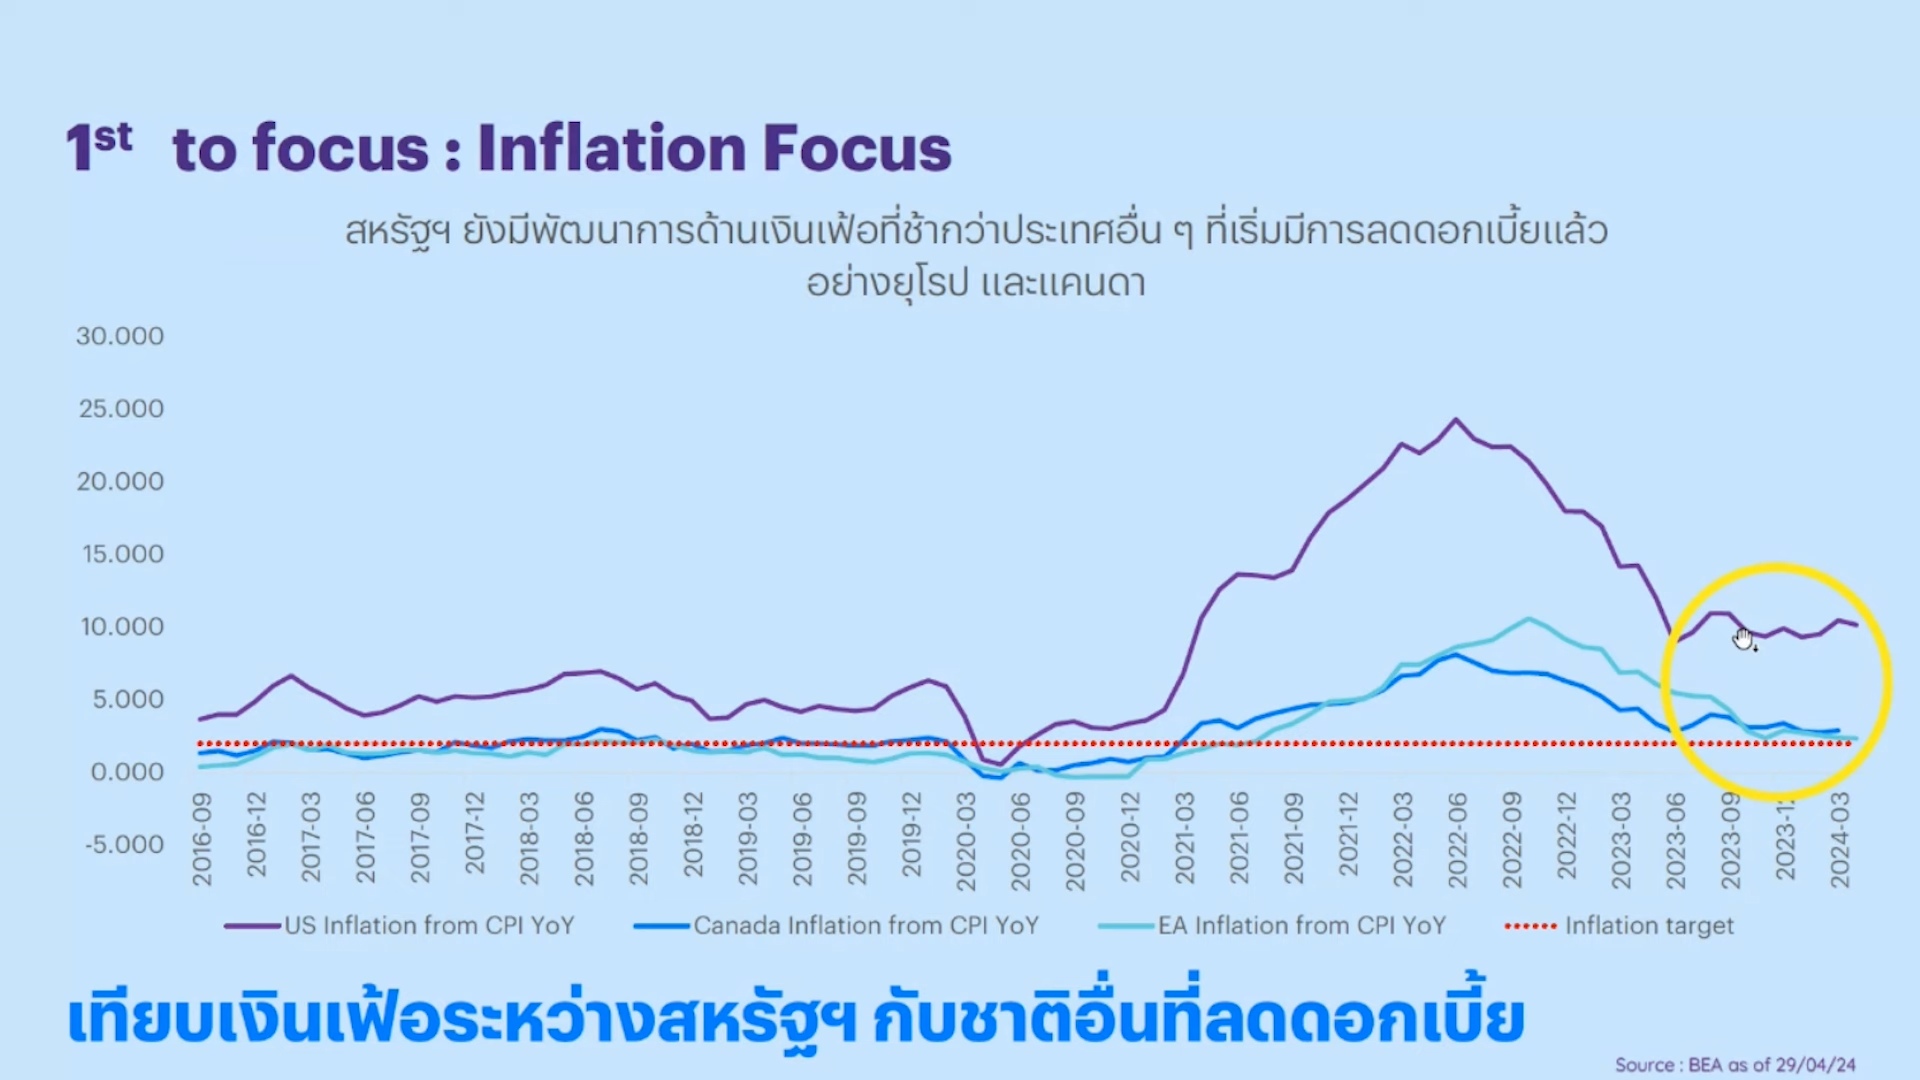 1st to focus : Inflation Focus
สหรัฐฯ ยังมีพัฒนาการด้านเงินเฟ้อที่ช้ากว่าประเทศอื่น ๆ ที่เริ่มมีการลดดอกเบี้ยแล้ว
อย่างยุโรป และแคนดา
30.000
25.000
20.000
15.000
10.000
5.000
0.000
-5.000
2016-09 2016-12 2017-03 2017-06 2017-09 2017-12 2018-03 2018-06 2018-09 2018-12 2019-03 2019-06 2019-09 2019-12 2020-03 2020-06 2020-09 2020-12 2021-03 2021-06 2021-09 2021-12 2022-03 2022-06 2022-09 2022-12 2023-03 2023-06 2023-09 2023-12 2024-03
US Inflation from CPI YoY Canada Inflation from CPI YoY EA Inflation from CPI YoY Inflation target
เทียบเงินเฟ้อระหว่างสหรัฐฯ กับชาติอื่นที่ลดดอกเบี้ย
Source : BEA as of 29/04/24